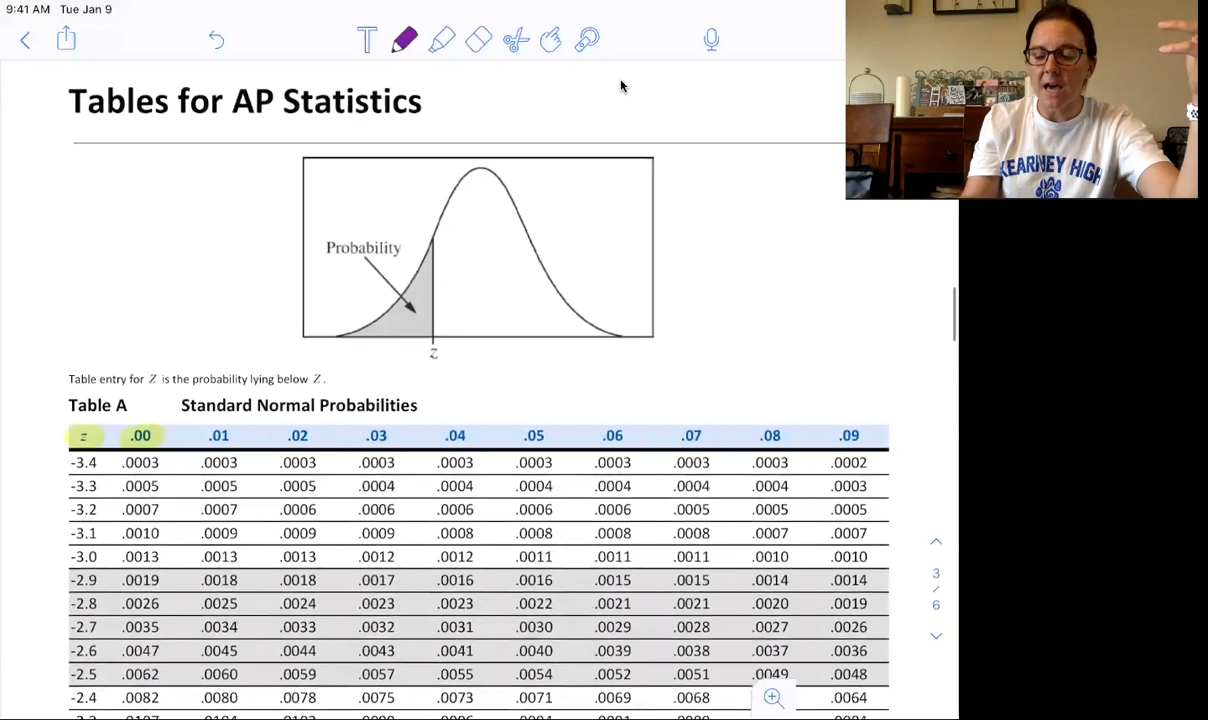 9:41 AM Tue Jan 9
T
KEARNEY HIGH
Tables for AP Statistics
Probability
z
Table entry for Z is the probability lying below Z .
Table A Standard Normal Probabilities
z .00 .01 .02 .03 .04 .05 .06 .07 .08 .09
-3.4 .0003 .0003 .0003 .0003 .0003 .0003 .0003 .0003 .0003 .0002
-3.3 .0005 .0005 .0005 .0004 .0004 .0004 .0004 .0004 .0004 .0003
-3.2 .0007 .0007 .0006 .0006 .0006 .0006 .0006 .0005 .0005 .0005
-3.1 .0010 .0009 .0009 .0009 .0008 .0008 .0008 .0008 .0007 .0007
-3.0 .0013 .0013 .0013 .0012 .0012 .0011 .0011 .0011 .0010 .0010
-2.9 .0019 .0018 .0018 .0017 .0016 .0016 .0015 .0015 .0014 .0014
-2.8 .0026 .0025 .0024 .0023 .0023 .0022 .0021 .0021 .0020 .0019
-2.7 .0035 .0034 .0033 .0032 .0031 .0030 .0029 .0028 .0027 .0026
-2.6 .0047 .0045 .0044 .0043 .0041 .0040 .0039 .0038 .0037 .0036
-2.5 .0062 .0060 .0059 .0057 .0055 .0054 .0052 .0051 .0049 .0048
-2.4 .0082 .0080 .0078 .0075 .0073 .0071 .0069 .0068 .0064
3
/
6